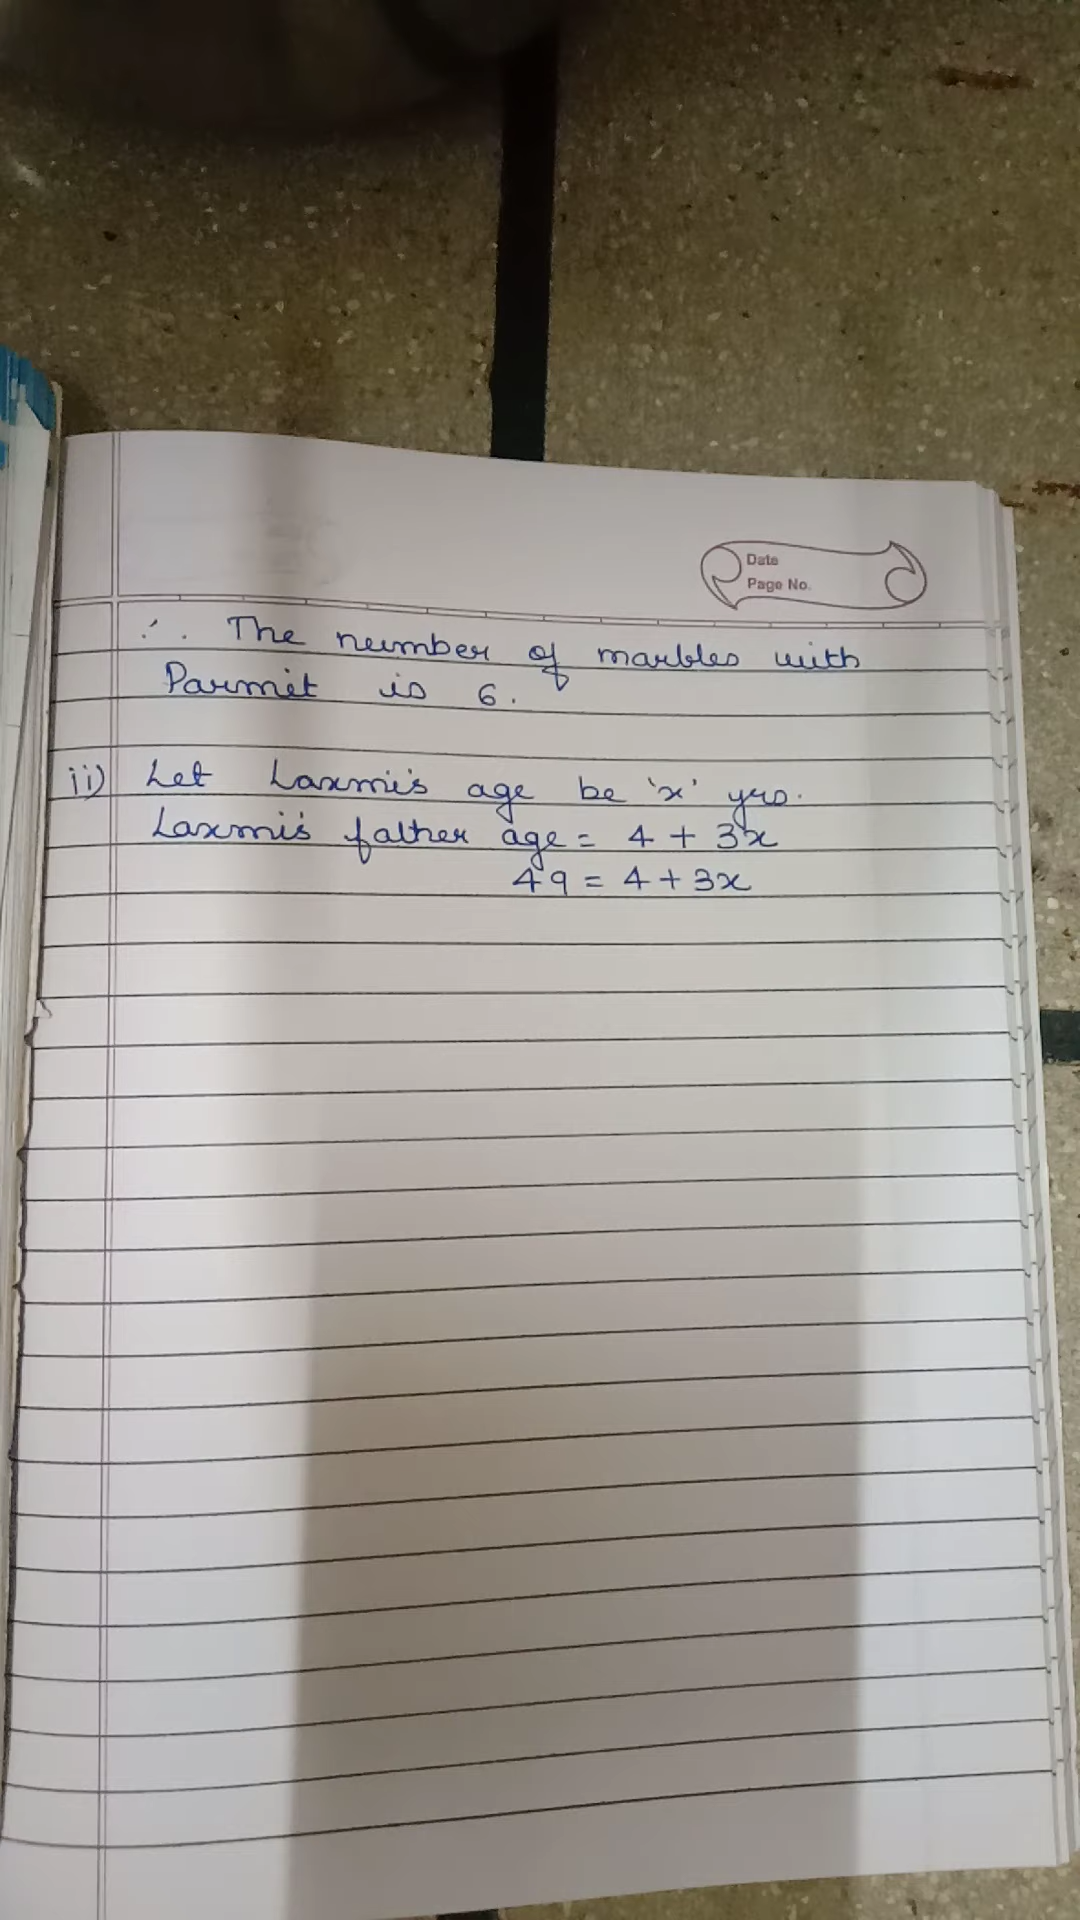 Date
Page No.
∴ The number of marbles with
Parmit is 6.
ii) Let Laxmi's age be 'x' yrs.
Laxmi's father age = 4 + 3x
49 = 4 + 3x